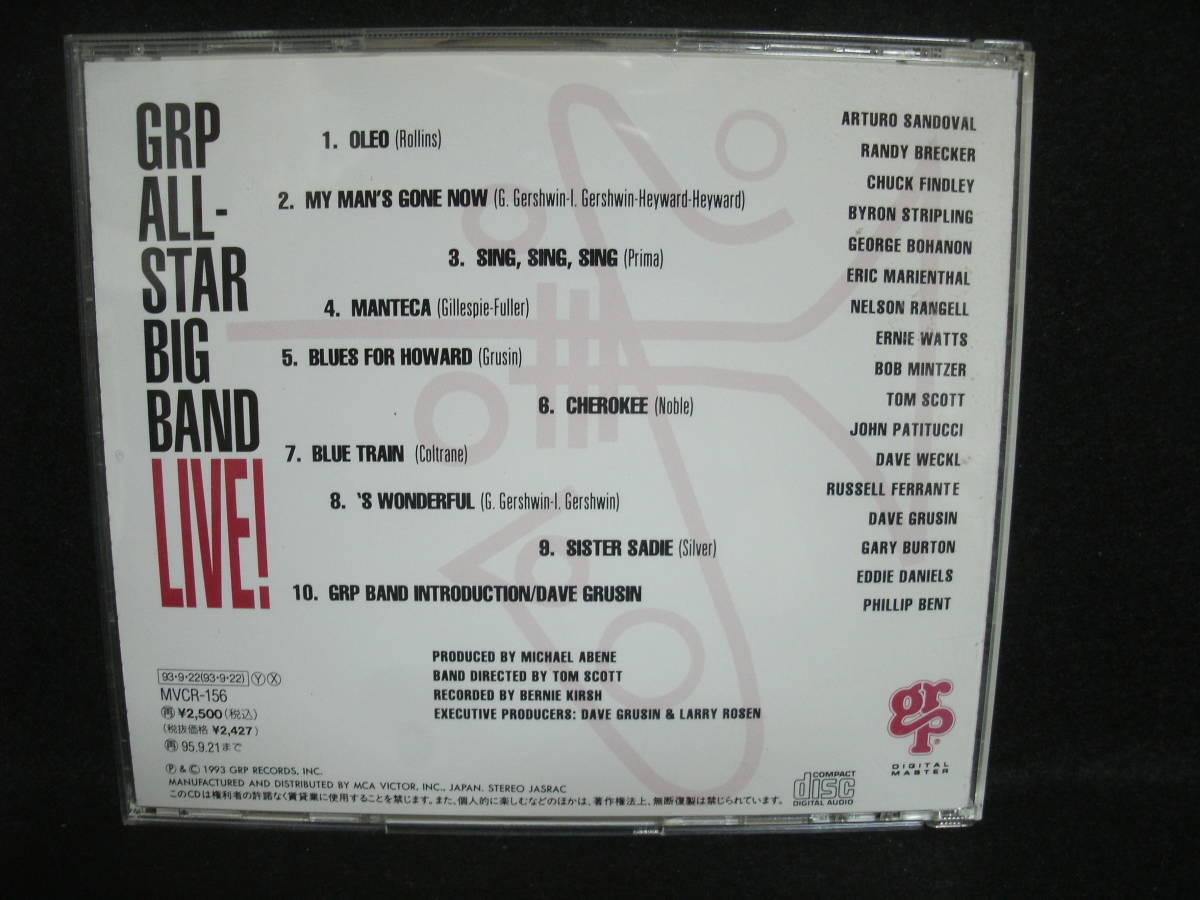 GRP
ALL-
STAR
BIG
BAND
LIVE!
1. OLEO (Rollins)
2. MY MAN'S GONE NOW (G. Gershwin-I. Gershwin-Heyward-Heyward)
3. SING, SING, SING (Prima)
4. MANTECA (Gillespie-Fuller)
5. BLUES FOR HOWARD (Grusin)
6. CHEROKEE (Noble)
7. BLUE TRAIN (Coltrane)
8. 'S WONDERFUL (G. Gershwin-I. Gershwin)
9. SISTER SADIE (Silver)
10. GRP BAND INTRODUCTION/DAVE GRUSIN
ARTURO SANDOVAL
RANDY BRECKER
CHUCK FINDLEY
BYRON STRIPLING
GEORGE BOHANON
ERIC MARIENTHAL
NELSON RANGELL
ERNIE WATTS
BOB MINTZER
TOM SCOTT
JOHN PATITUCCI
DAVE WECKL
RUSSELL FERRANTE
DAVE GRUSIN
GARY BURTON
EDDIE DANIELS
PHILLIP BENT
PRODUCED BY MICHAEL ABENE
BAND DIRECTED BY TOM SCOTT
RECORDED BY BERNIE KIRSH
EXECUTIVE PRODUCERS: DAVE GRUSIN & LARRY ROSEN
93・9・22(93・9・22) Ⓨ Ⓧ
MVCR-156
再 ¥2,500(税込)
(税抜価格 ¥2,427)
再 95.9.21まで
Ⓟ & © 1993 GRP RECORDS, INC.
MANUFACTURED AND DISTRIBUTED BY MCA VICTOR, INC., JAPAN. STEREO JASRAC
このCDは権利者の許諾なく賃貸業に使用することを禁じます。また、個人的に楽しむなどのほかは、著作権法上、無断複製は禁じられています。
grp®
DIGITAL
MASTER
COMPACT
disc
DIGITAL AUDIO